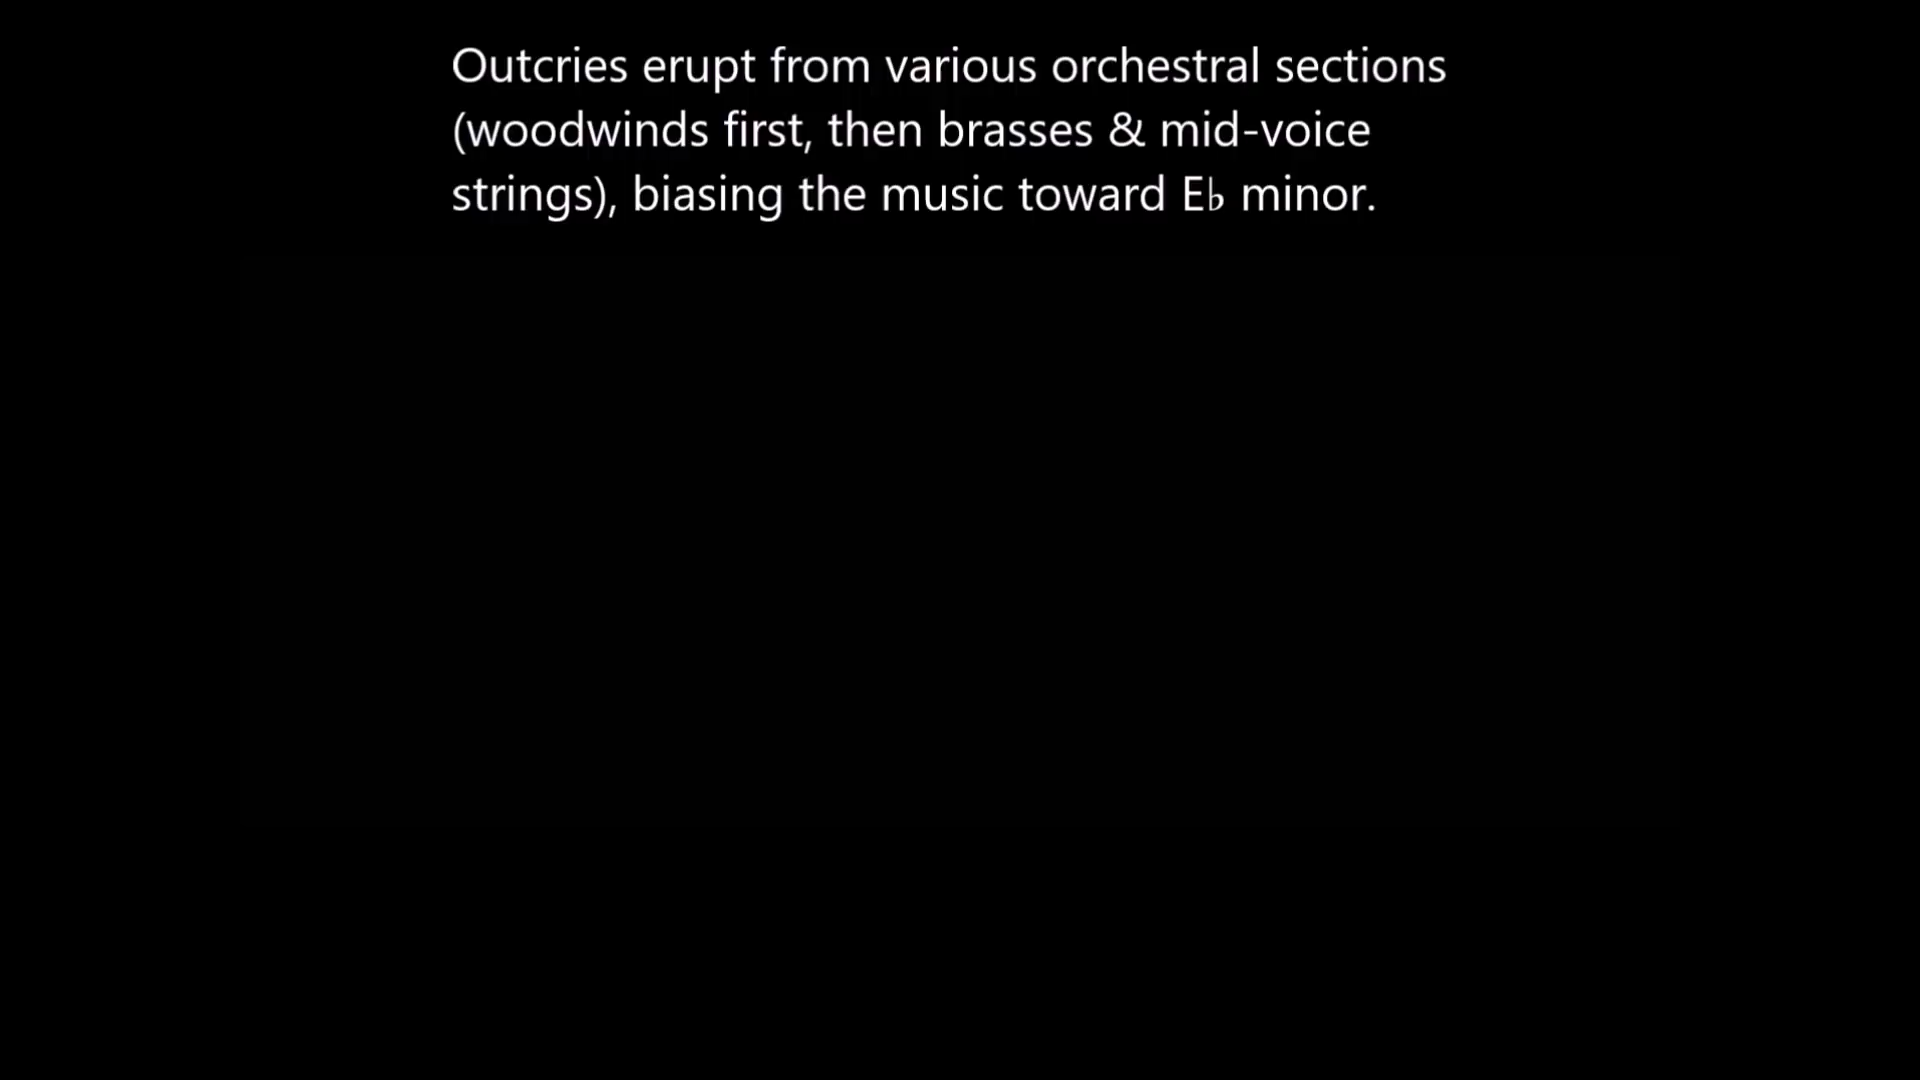 Outcries erupt from various orchestral sections
(woodwinds first, then brasses & mid-voice
strings), biasing the music toward E♭ minor.